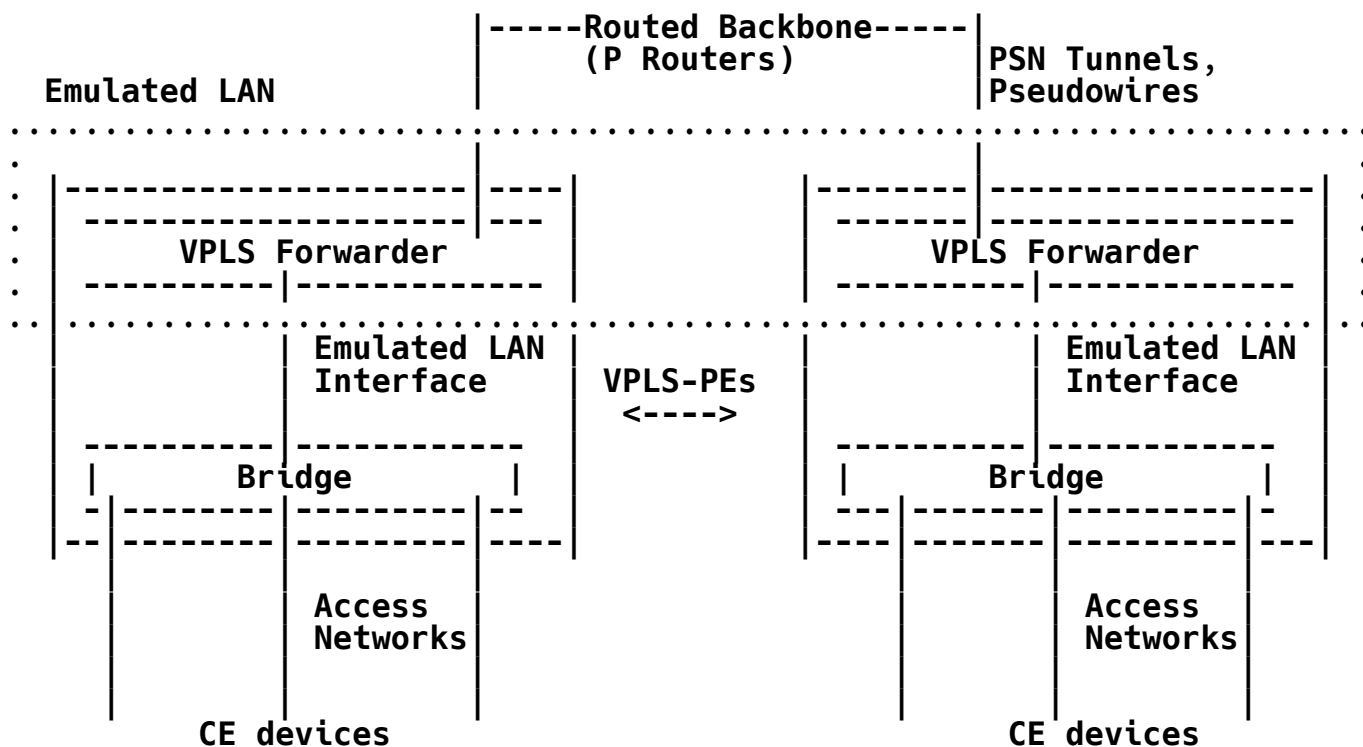 |-----Routed Backbone-----|
(P Routers) PSN Tunnels,
Emulated LAN Pseudowires
VPLS Forwarder VPLS Forwarder
Emulated LAN Emulated LAN
Interface VPLS-PEs Interface
<---->
Bridge Bridge
Access Access
Networks Networks
CE devices CE devices